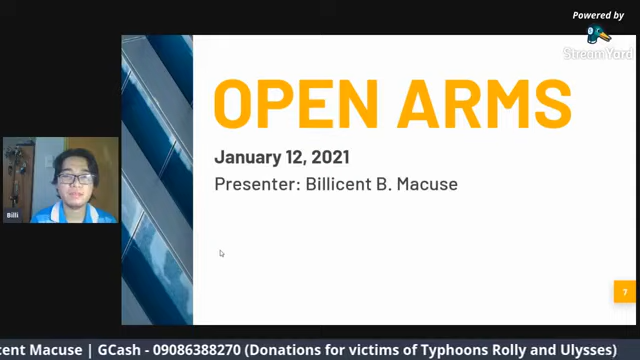 Powered by
StreamYard
OPEN ARMS
January 12, 2021
Presenter: Billicent B. Macuse
Billi
7
cent Macuse | GCash - 09086388270 (Donations for victims of Typhoons Rolly and Ulysses)